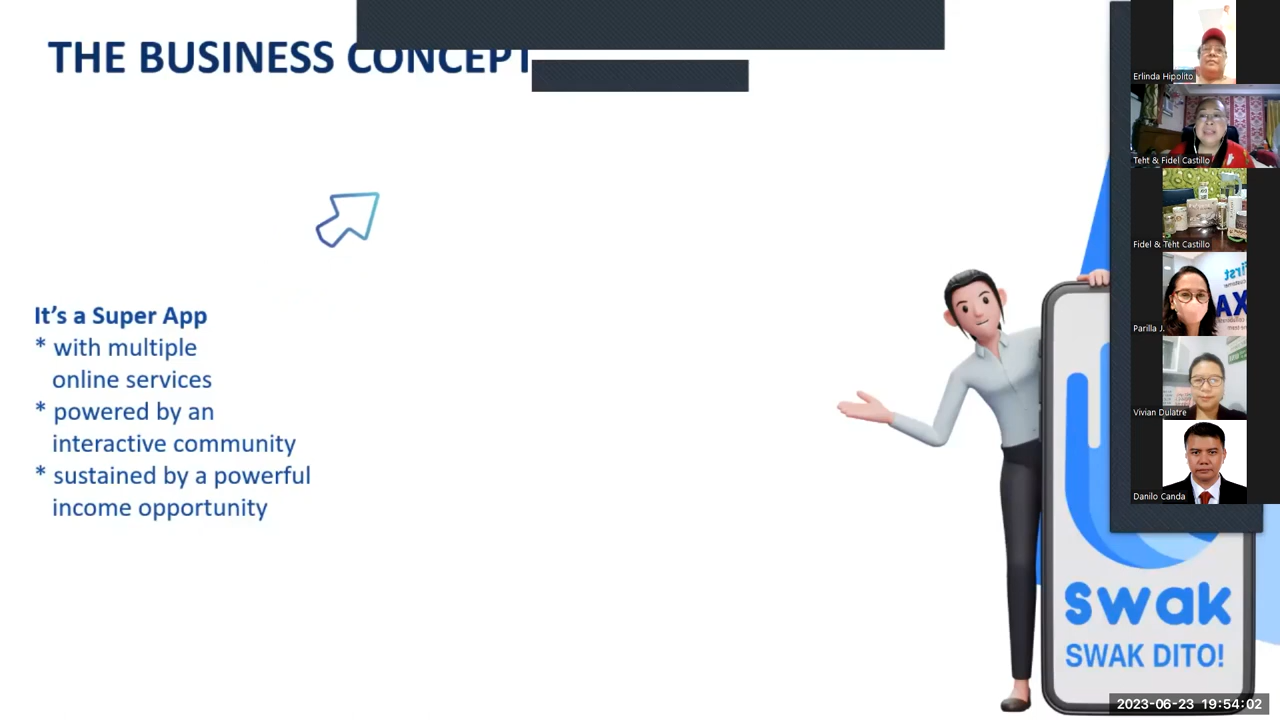 THE BUSINESS CONCEPT
It's a Super App
* with multiple
online services
* powered by an
interactive community
* sustained by a powerful
income opportunity
swak
SWAK DITO!
Erlinda Hipolito
Teht & Fidel Castillo
Fidel & Teht Castillo
Parilla J.
Vivian Dulatre
Danilo Canda
2023-06-23 19:54:02